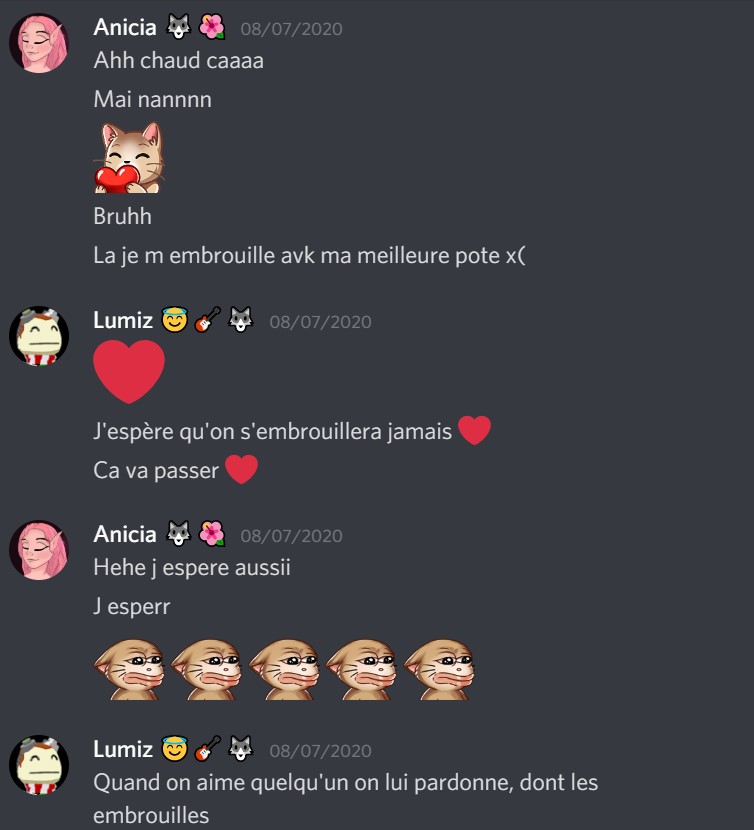 Anicia 🐺 🌺 08/07/2020
Ahh chaud caaaa
Mai nannnn
Bruhh
La je m embrouille avk ma meilleure pote x(
Lumiz 😇 🎸 🐺 08/07/2020
J'espère qu'on s'embrouillera jamais ❤️
Ca va passer ❤️
Anicia 🐺 🌺 08/07/2020
Hehe j espere aussii
J esperr
Lumiz 😇 🎸 🐺 08/07/2020
Quand on aime quelqu'un on lui pardonne, dont les
embrouilles